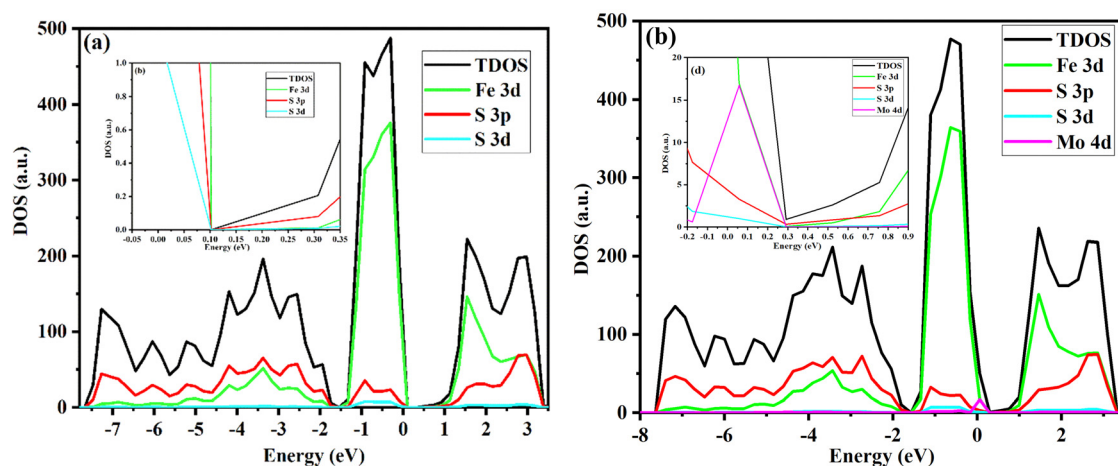 (a)
500
400
300
200
100
0
DOS (a.u.)
-7
-6
-5
-4
-3
-2
-1
0
1
2
3
Energy (eV)
TDOS
Fe 3d
S 3p
S 3d
(b)
1.0
0.8
0.6
0.4
0.2
0.0
DOS (a.u.)
-0.05
0.00
0.05
0.10
0.15
0.20
0.25
0.30
3.5
Energy (eV)
TDOS
Fe 3d
S 3p
S 3d
(b)
500
400
300
200
100
0
DOS (a.u.)
-8
-6
-4
-2
0
2
Energy (eV)
TDOS
Fe 3d
S 3p
S 3d
Mo 4d
(d)
20
15
10
5
0
DOS (a.u.)
-0.2
-0.1
0.0
0.1
0.2
0.3
0.4
0.5
0.6
0.7
0.8
0.9
Energy (eV)
TDOS
Fe 3d
S 3p
S 3d
Mo 4d